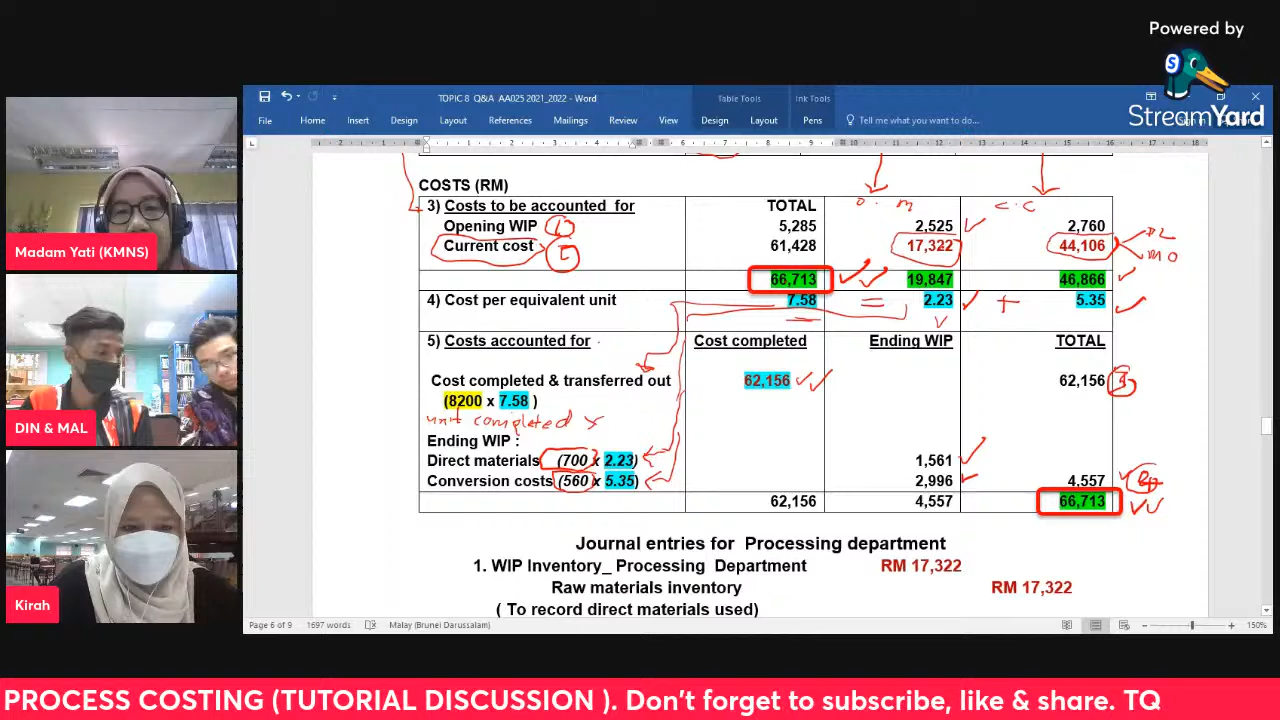 Powered by
StreamYard
TOPIC 8 Q&A AA025 2021_2022 - Word
Table Tools
Ink Tools
File Home Insert Design Layout References Mailings Review View Design Layout Pens Tell me what you want to do...
COSTS (RM)
3) Costs to be accounted for TOTAL D. M C.C
Opening WIP 5,285 2,525 2,760
Current cost 61,428 17,322 44,106
66,713 19,847 46,866
4) Cost per equivalent unit 7.58 = 2.23 + 5.35
5) Costs accounted for Cost completed Ending WIP TOTAL
Cost completed & transferred out 62,156 62,156
(8200 x 7.58 )
unit completed
Ending WIP :
Direct materials (700 x 2.23) 1,561
Conversion costs (560 x 5.35) 2,996 4,557
62,156 4,557 66,713
Journal entries for Processing department
1. WIP Inventory_ Processing Department RM 17,322
Raw materials inventory RM 17,322
( To record direct materials used)
Page 6 of 9 1697 words Malay (Brunei Darussalam) 150%
Madam Yati (KMNS)
DIN & MAL
Kirah
PROCESS COSTING (TUTORIAL DISCUSSION ). Don't forget to subscribe, like & share. TQ